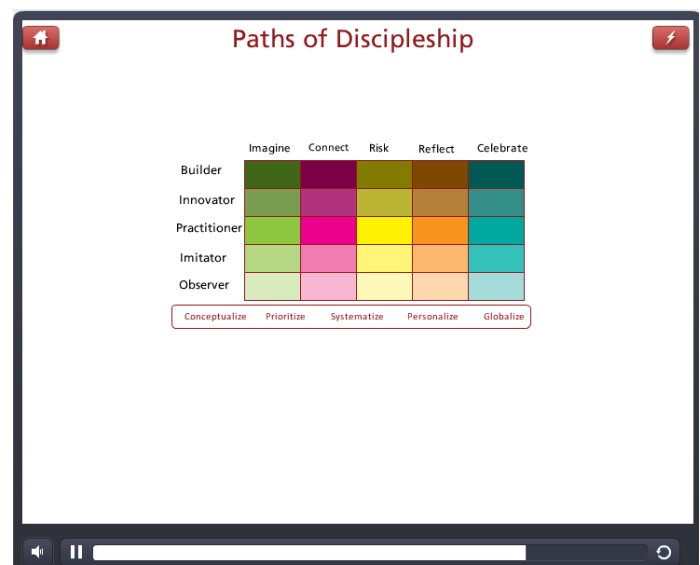 Paths of Discipleship
Imagine Connect Risk Reflect Celebrate
Builder
Innovator
Practitioner
Imitator
Observer
Conceptualize Prioritize Systematize Personalize Globalize